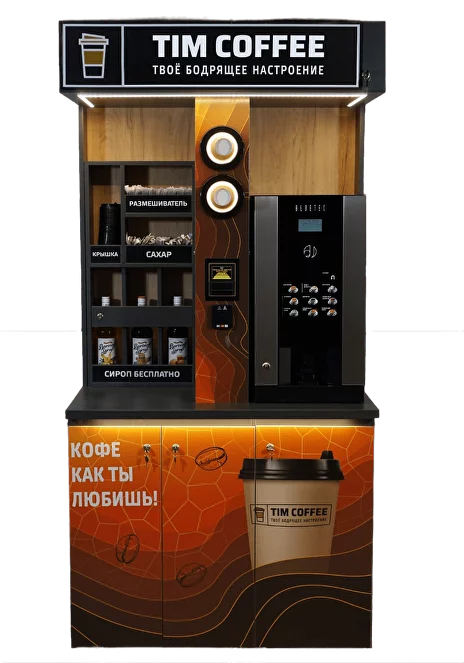 TIM COFFEE
ТВОЁ БОДРЯЩЕЕ НАСТРОЕНИЕ
РАЗМЕШИВАТЕЛЬ
КРЫШКА
САХАР
СИРОП БЕСПЛАТНО
КОФЕ
КАК ТЫ
ЛЮБИШЬ!
TIM COFFEE
ТВОЁ БОДРЯЩЕЕ НАСТРОЕНИЕ